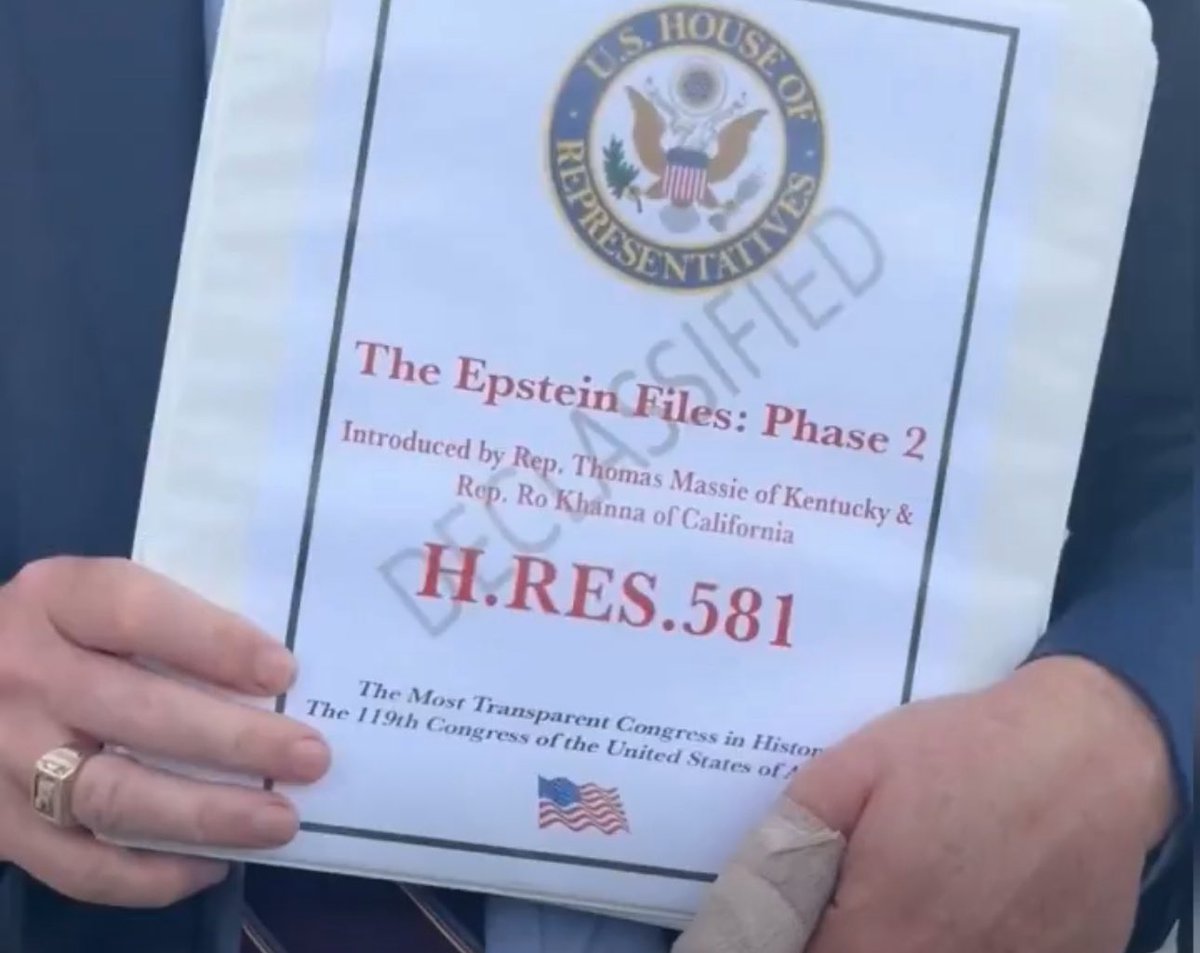 U.S. HOUSE OF REPRESENTATIVES
DECLASSIFIED
The Epstein Files: Phase 2
Introduced by Rep. Thomas Massie of Kentucky &
Rep. Ro Khanna of California
H.RES.581
The Most Transparent Congress in
The 119th Congress of the United States of